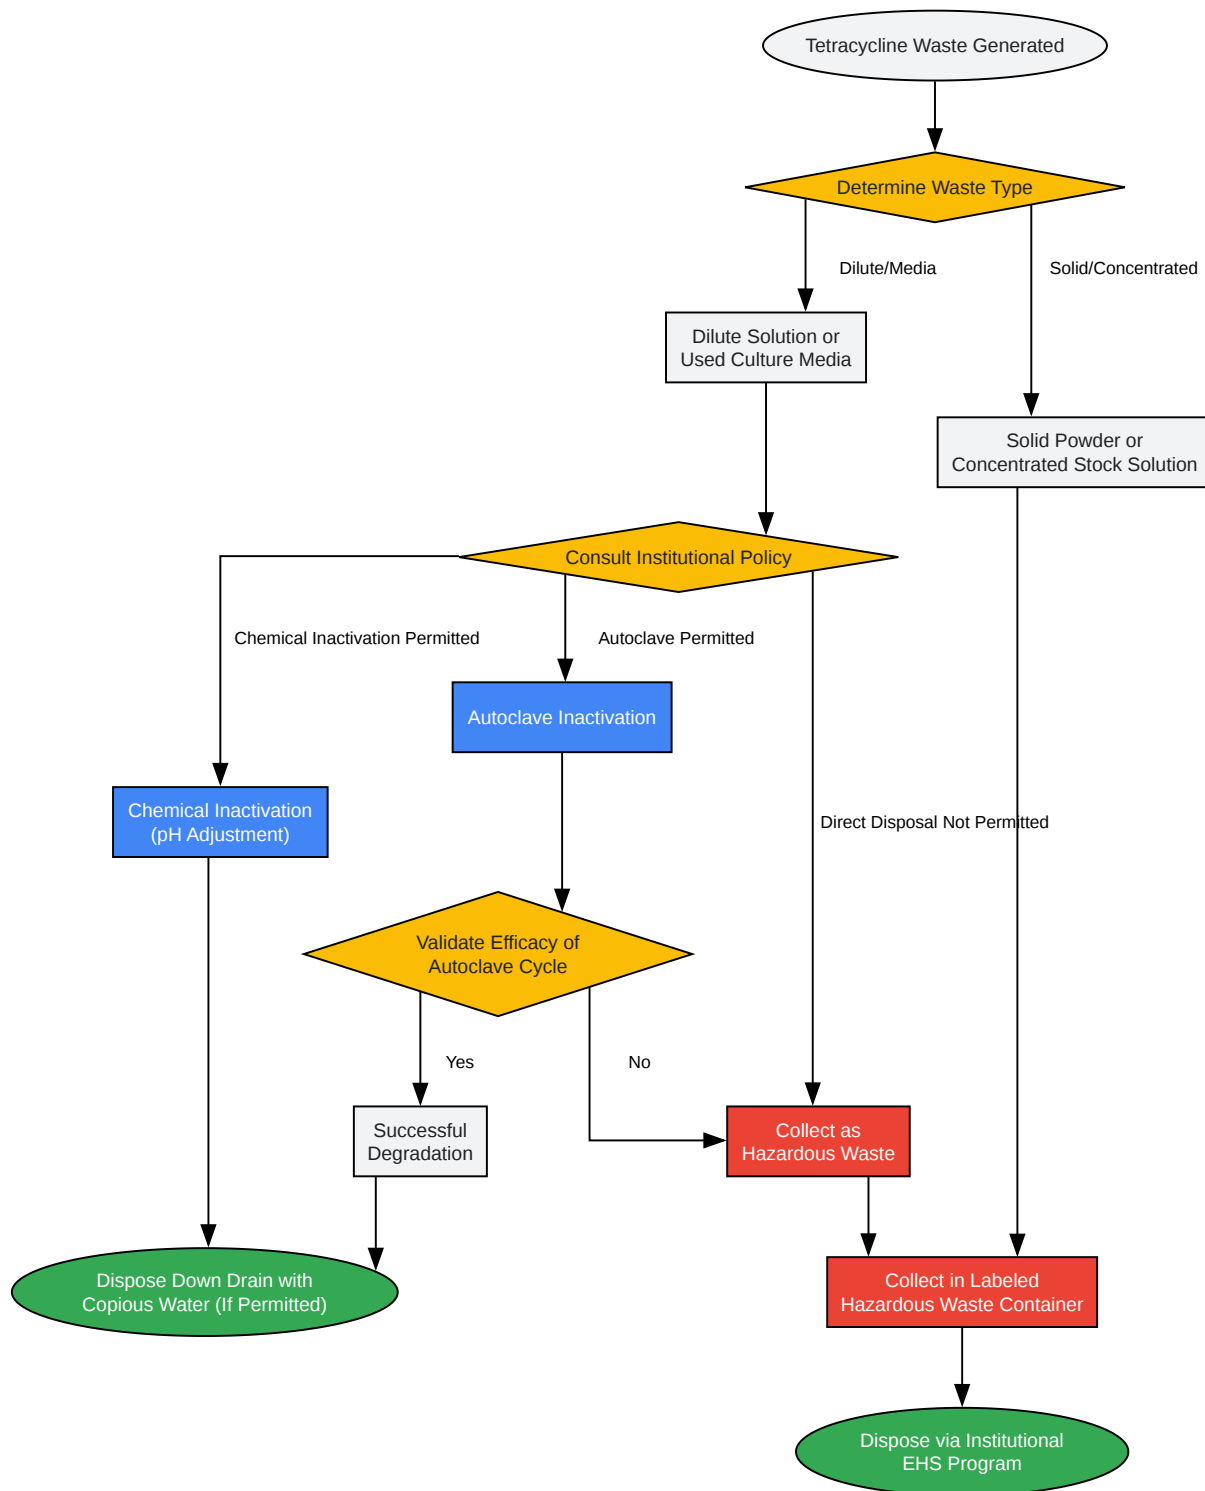 Tetracycline Waste Generated
Determine Waste Type
Dilute/Media
Solid/Concentrated
Dilute Solution or
Used Culture Media
Solid Powder or
Concentrated Stock Solution
Consult Institutional Policy
Chemical Inactivation Permitted
Autoclave Permitted
Autoclave Inactivation
Chemical Inactivation
(pH Adjustment)
Direct Disposal Not Permitted
Validate Efficacy of
Autoclave Cycle
Yes
No
Successful
Degradation
Collect as
Hazardous Waste
Dispose Down Drain with
Copious Water (If Permitted)
Collect in Labeled
Hazardous Waste Container
Dispose via Institutional
EHS Program